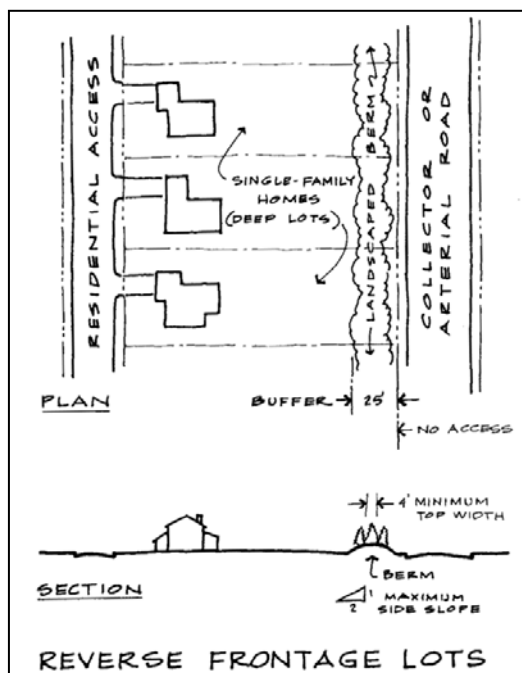 RESIDENTIAL ACCESS
SINGLE-FAMILY
HOMES
(DEEP LOTS)
LANDSCAPED BERM
COLLECTOR OR
ARTERIAL ROAD
PLAN
BUFFER 25'
NO ACCESS
4' MINIMUM
TOP WIDTH
BERM
SECTION
1
2
MAXIMUM
SIDE SLOPE
REVERSE FRONTAGE LOTS